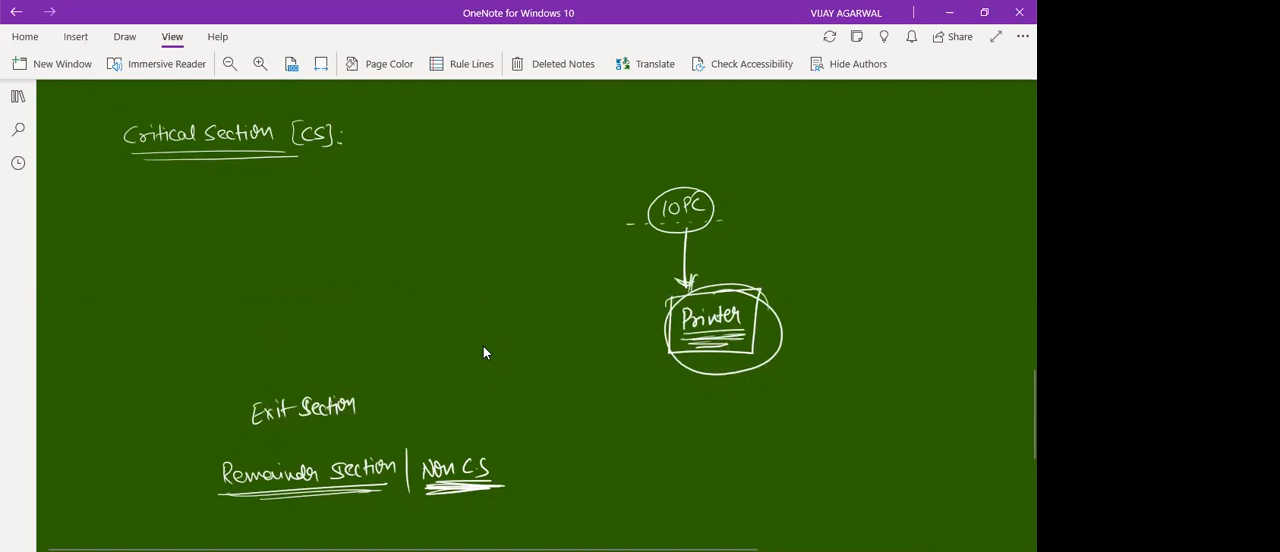 OneNote for Windows 10
VIJAY AGARWAL
Home Insert Draw View Help
Share
New Window Immersive Reader Page Color Rule Lines Deleted Notes Translate Check Accessibility Hide Authors
Critical Section [CS]:
10PC
Printer
Exit Section
Remainder Section | Non C.S